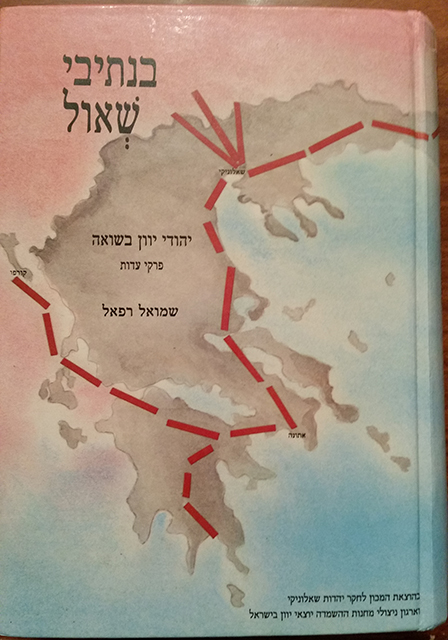 בנתיבי
שְׁאוֹל
שאלוניקי
יהודי יוון בשואה
פרקי עדות
קורפו
שמואל רפאל
אתונה
בהוצאת המכון לחקר יהדות שאלוניקי
וארגון ניצולי מחנות ההשמדה יוצאי יוון בישראל